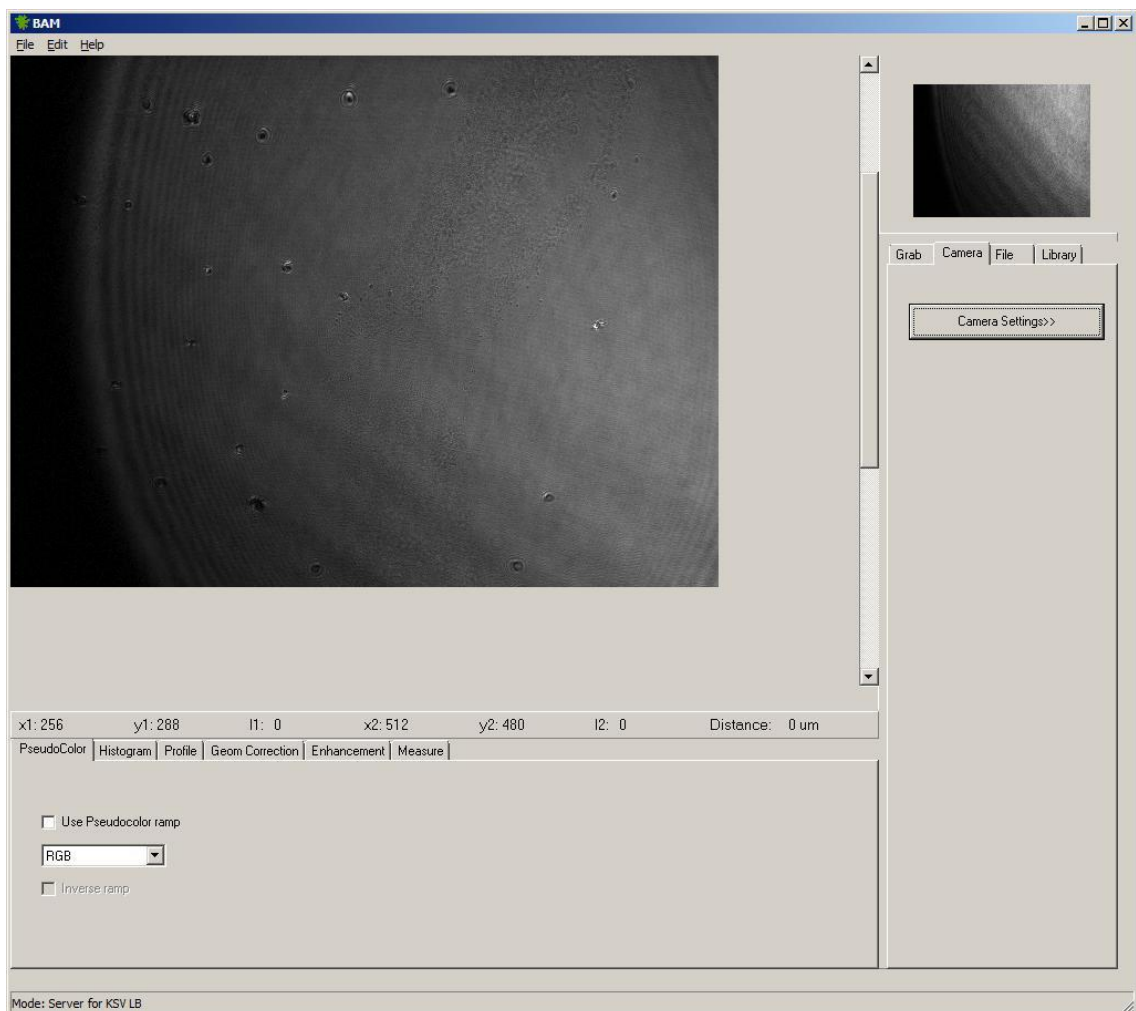 BAM
File Edit Help
Grab Camera File Library
Camera Settings>>
x1: 256 y1: 288 I1: 0 x2: 512 y2: 480 I2: 0 Distance: 0 um
PseudoColor Histogram Profile Geom Correction Enhancement Measure
Use Pseudocolor ramp
RGB
Inverse ramp
Mode: Server for KSV LB